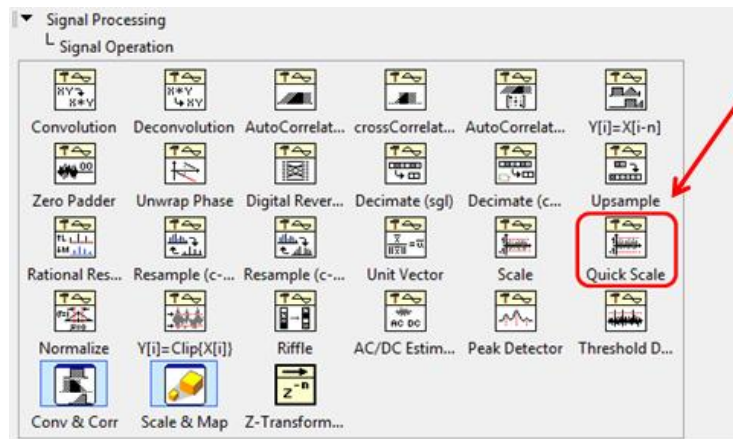 Signal Processing
Signal Operation
Convolution Deconvolution AutoCorrelat... crossCorrelat... AutoCorrelat... Y[i]=X[i-n]
Zero Padder Unwrap Phase Digital Rever... Decimate (sgl) Decimate (c... Upsample
Rational Res... Resample (c-... Resample (c-... Unit Vector Scale Quick Scale
AC DC
Normalize Y[i]=Clip{X[i]} Riffle AC/DC Estim... Peak Detector Threshold D...
z⁻ⁿ
Conv & Corr Scale & Map Z-Transform...